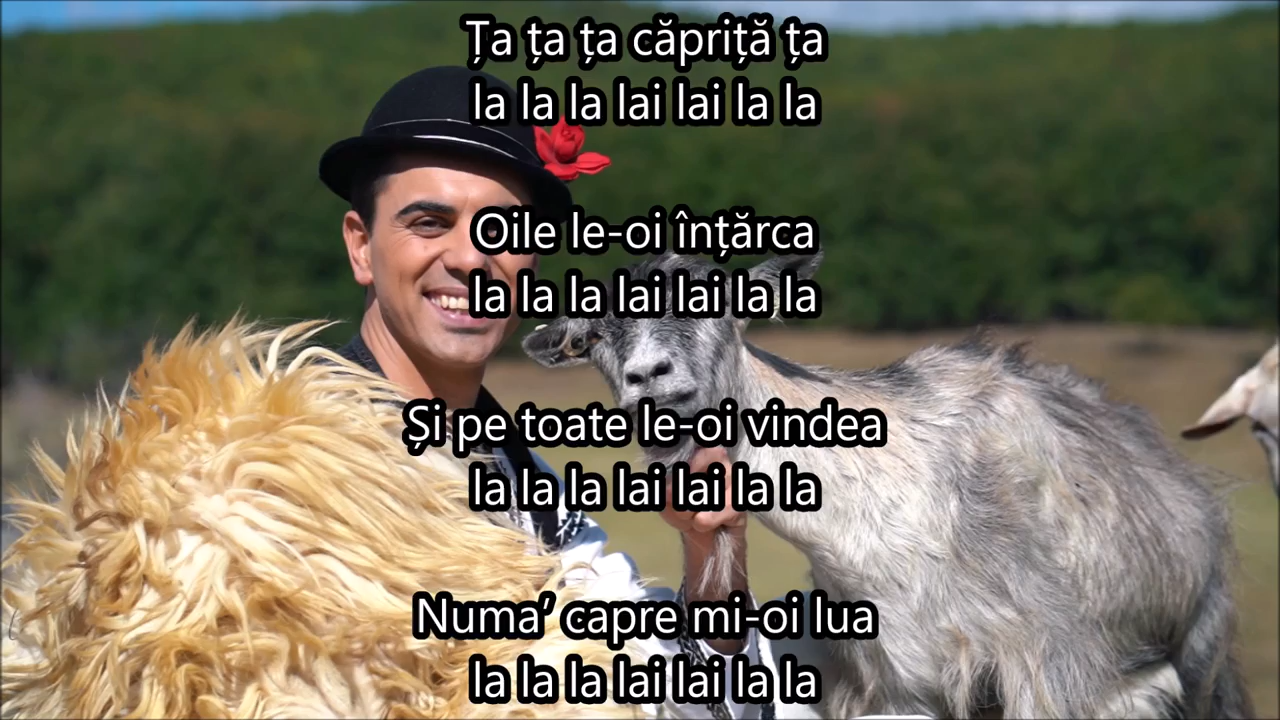 Ța ța ța căpriță ța
la la la lai lai la la
Oile le-oi înțărca
la la la lai lai la la
Și pe toate le-oi vindea
la la la lai lai la la
Numa’ capre mi-oi lua
la la la lai lai la la